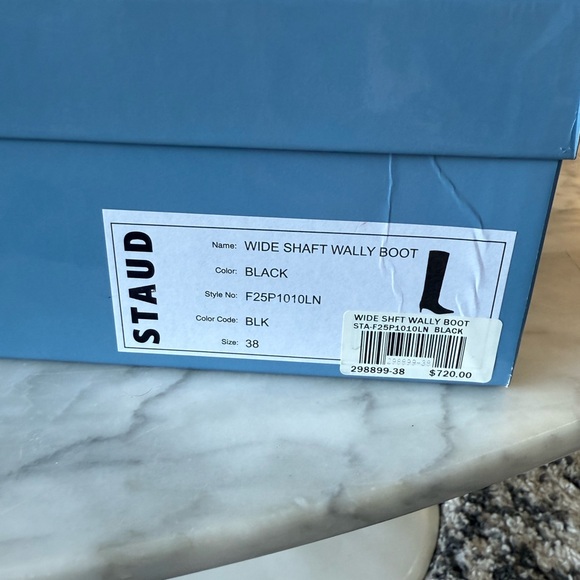 STAUD
Name: WIDE SHAFT WALLY BOOT
Color: BLACK
Style No: F25P1010LN
Color Code: BLK
Size: 38
WIDE SHFT WALLY BOOT
STA-F25P1010LN BLACK
298899-38
298899-38 $720.00